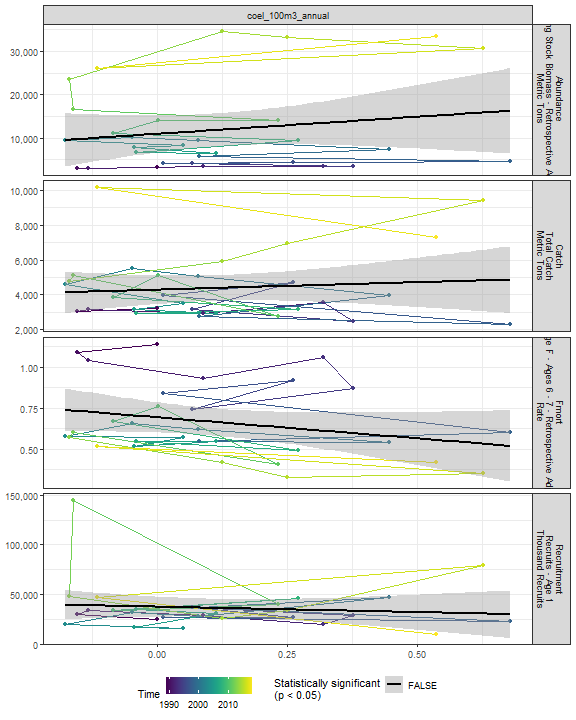 coel_100m3_annual
30,000
20,000
10,000
Abundance
Stock Biomass - Retrospective
Metric Tons
10,000
8,000
6,000
4,000
2,000
Catch
Total Catch
Metric Tons
1.00
0.75
0.50
Fmort
F - Ages 6 - 7 - Retrospective
Rate
150,000
100,000
50,000
0
Recruitment
Recruits - Age 1
Thousand Recruits
0.00
0.25
0.50
Time
1990
2000
2010
Statistically significant
(p < 0.05)
FALSE